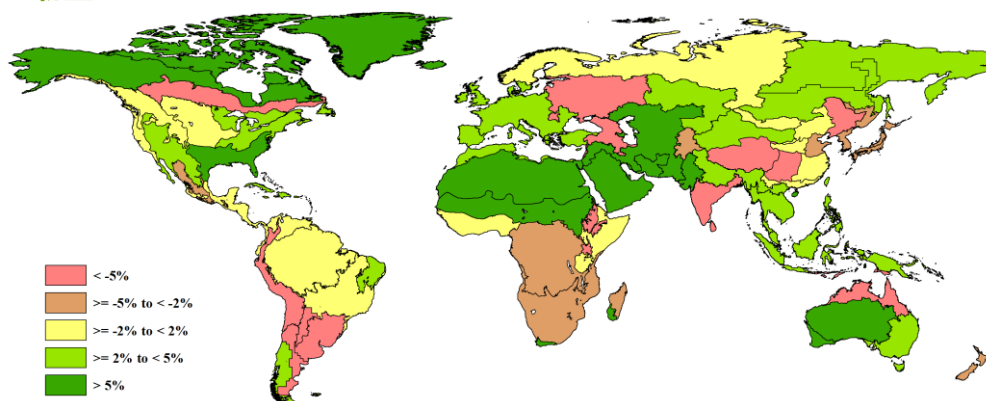 < -5%
>= -5% to < -2%
>= -2% to < 2%
>= 2% to < 5%
> 5%